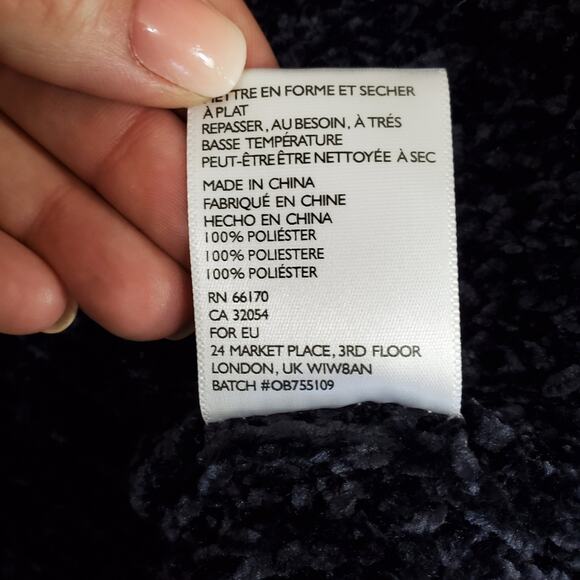 METTRE EN FORME ET SECHER
À PLAT
REPASSER, AU BESOIN, À TRÉS
BASSE TEMPÉRATURE
PEUT-ÊTRE ÊTRE NETTOYÉE À SEC
MADE IN CHINA
FABRIQUÉ EN CHINE
HECHO EN CHINA
100% POLIÉSTER
100% POLIESTERE
100% POLIÉSTER
RN 66170
CA 32054
FOR EU
24 MARKET PLACE, 3RD FLOOR
LONDON, UK W1W8AN
BATCH #OB755109